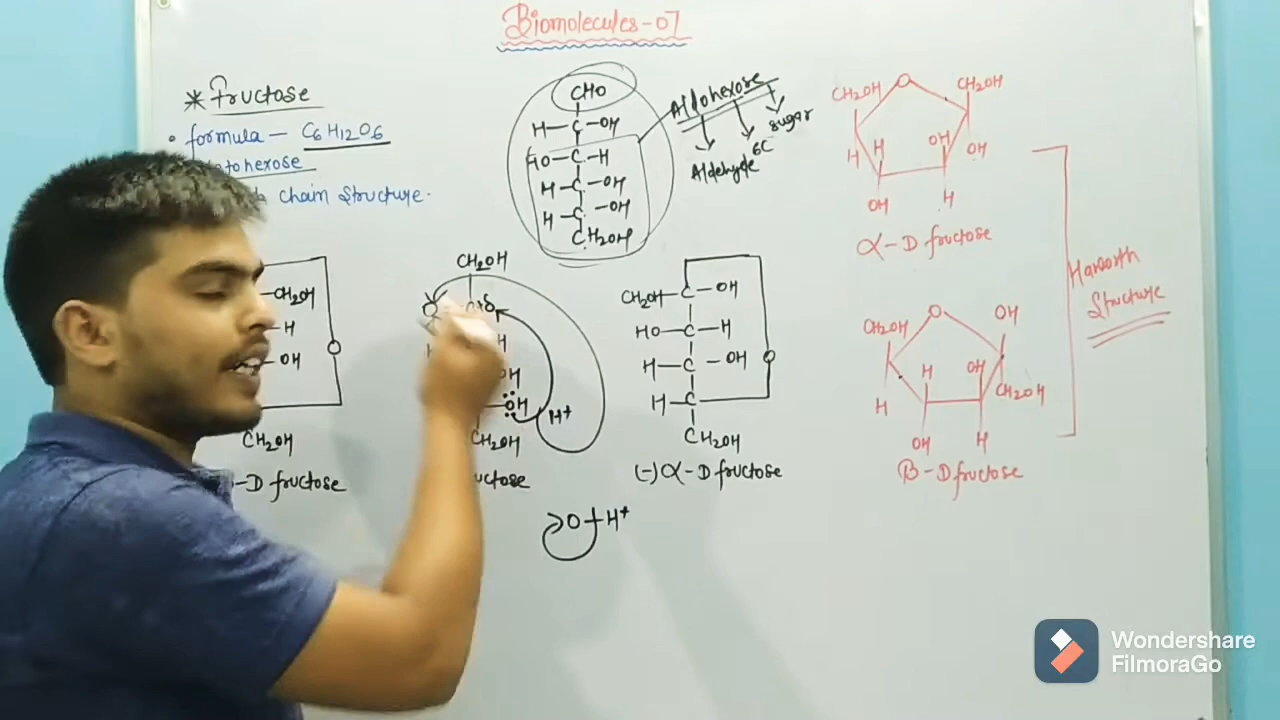 Biomolecules-07
* fructose
• formula — C6H12O6
tohexose
chain structure.
CHO
H—C—OH
HO—C—H
H—C—OH
H—C—OH
CH2OH
Aldohexose
Aldehyde
6C
sugar
—CH2OH
—H
—OH
O
CH2OH
-D fructose
CH2OH
O
δ
H
OH
OH
H+
CH2OH
uctose
O+H+
CH2OH—C—OH
HO—C—H
H—C—OH
O
H—C
CH2OH
(-) α-D fructose
CH2OH O CH2OH
H H OH OH
OH H
α-D fructose
CH2OH O OH
H OH CH2OH
H
OH H
B-D fructose
Haworth
Structure
Wondershare
FilmoraGo